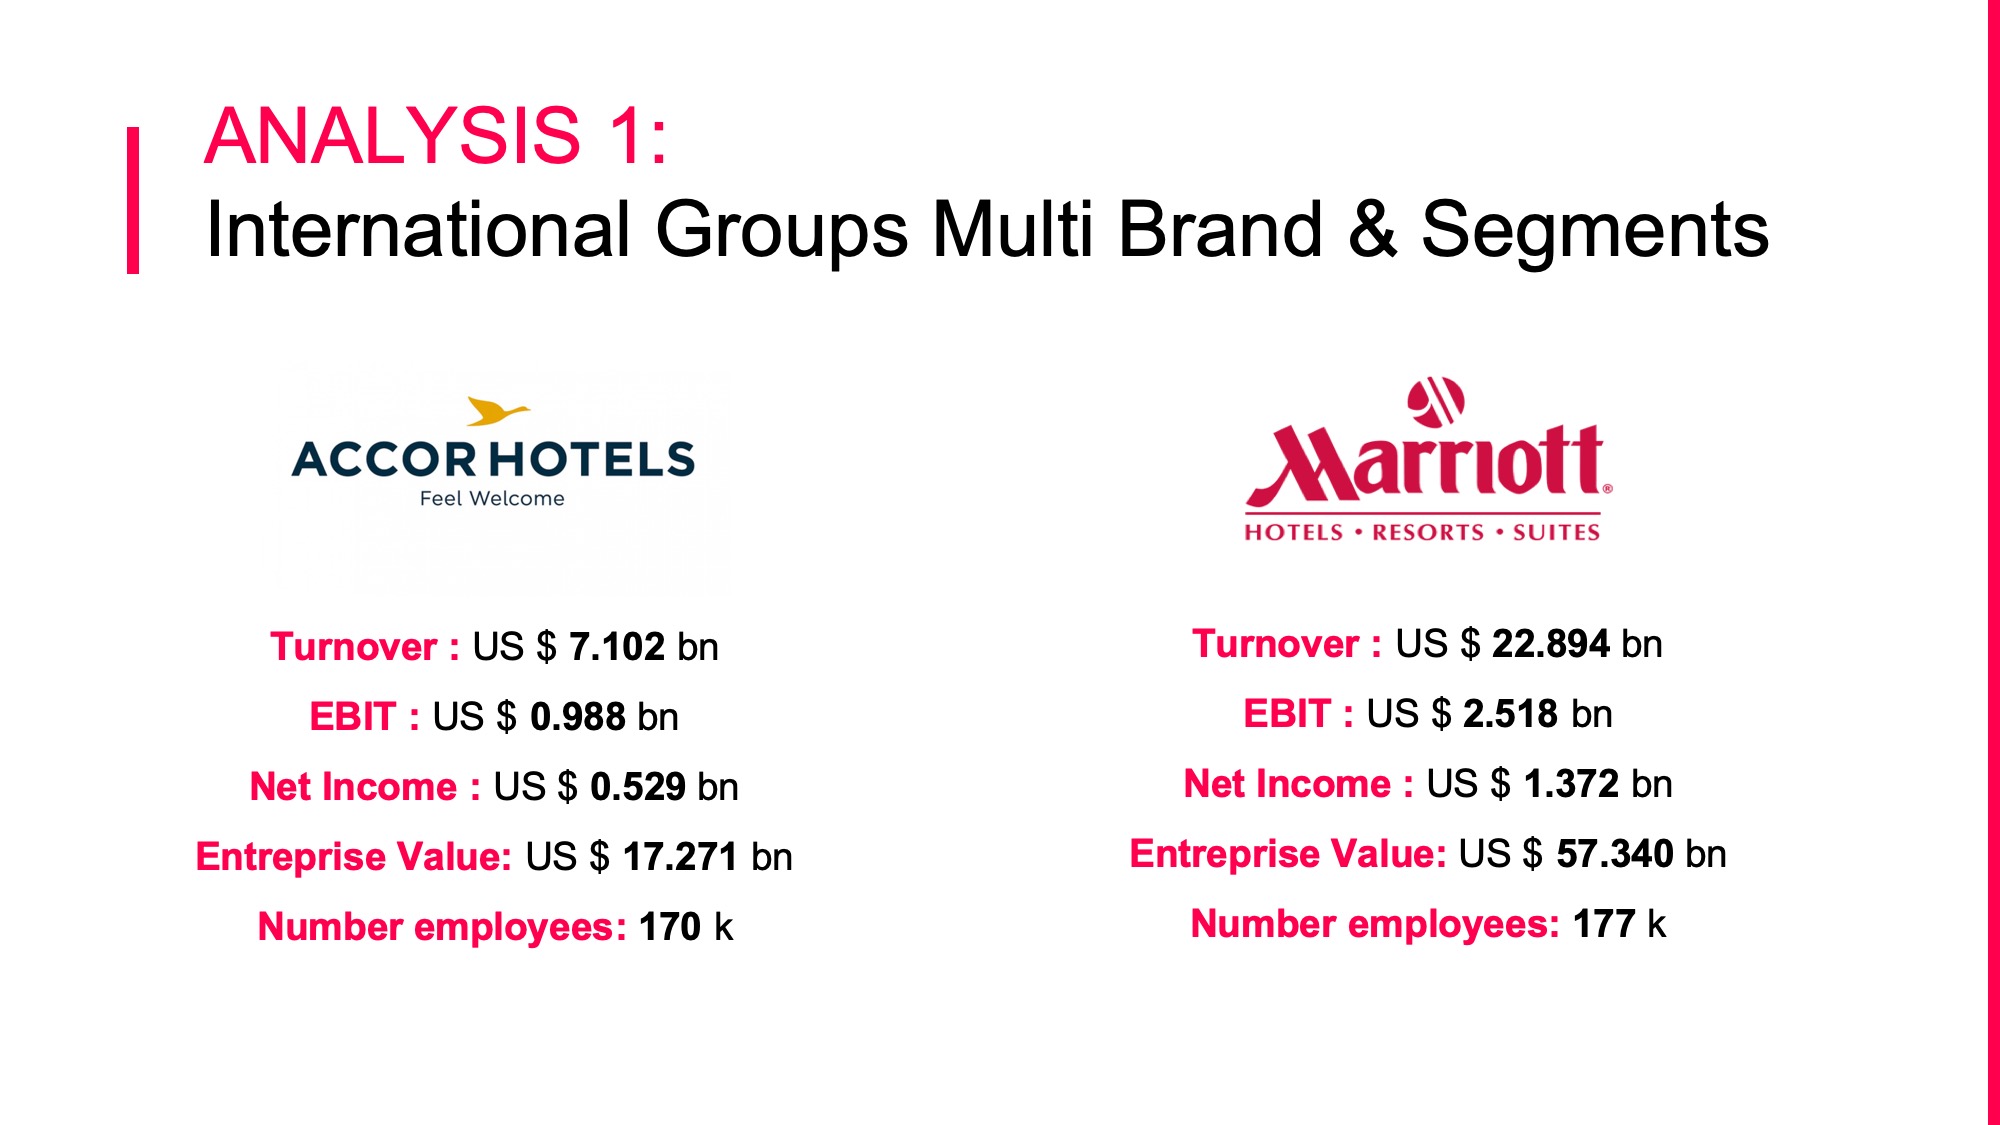 ANALYSIS 1:
International Groups Multi Brand & Segments
ACCOR HOTELS
Feel Welcome
Turnover : US $ 7.102 bn
EBIT : US $ 0.988 bn
Net Income : US $ 0.529 bn
Entreprise Value: US $ 17.271 bn
Number employees: 170 k
Marriott®
HOTELS • RESORTS • SUITES
Turnover : US $ 22.894 bn
EBIT : US $ 2.518 bn
Net Income : US $ 1.372 bn
Entreprise Value: US $ 57.340 bn
Number employees: 177 k